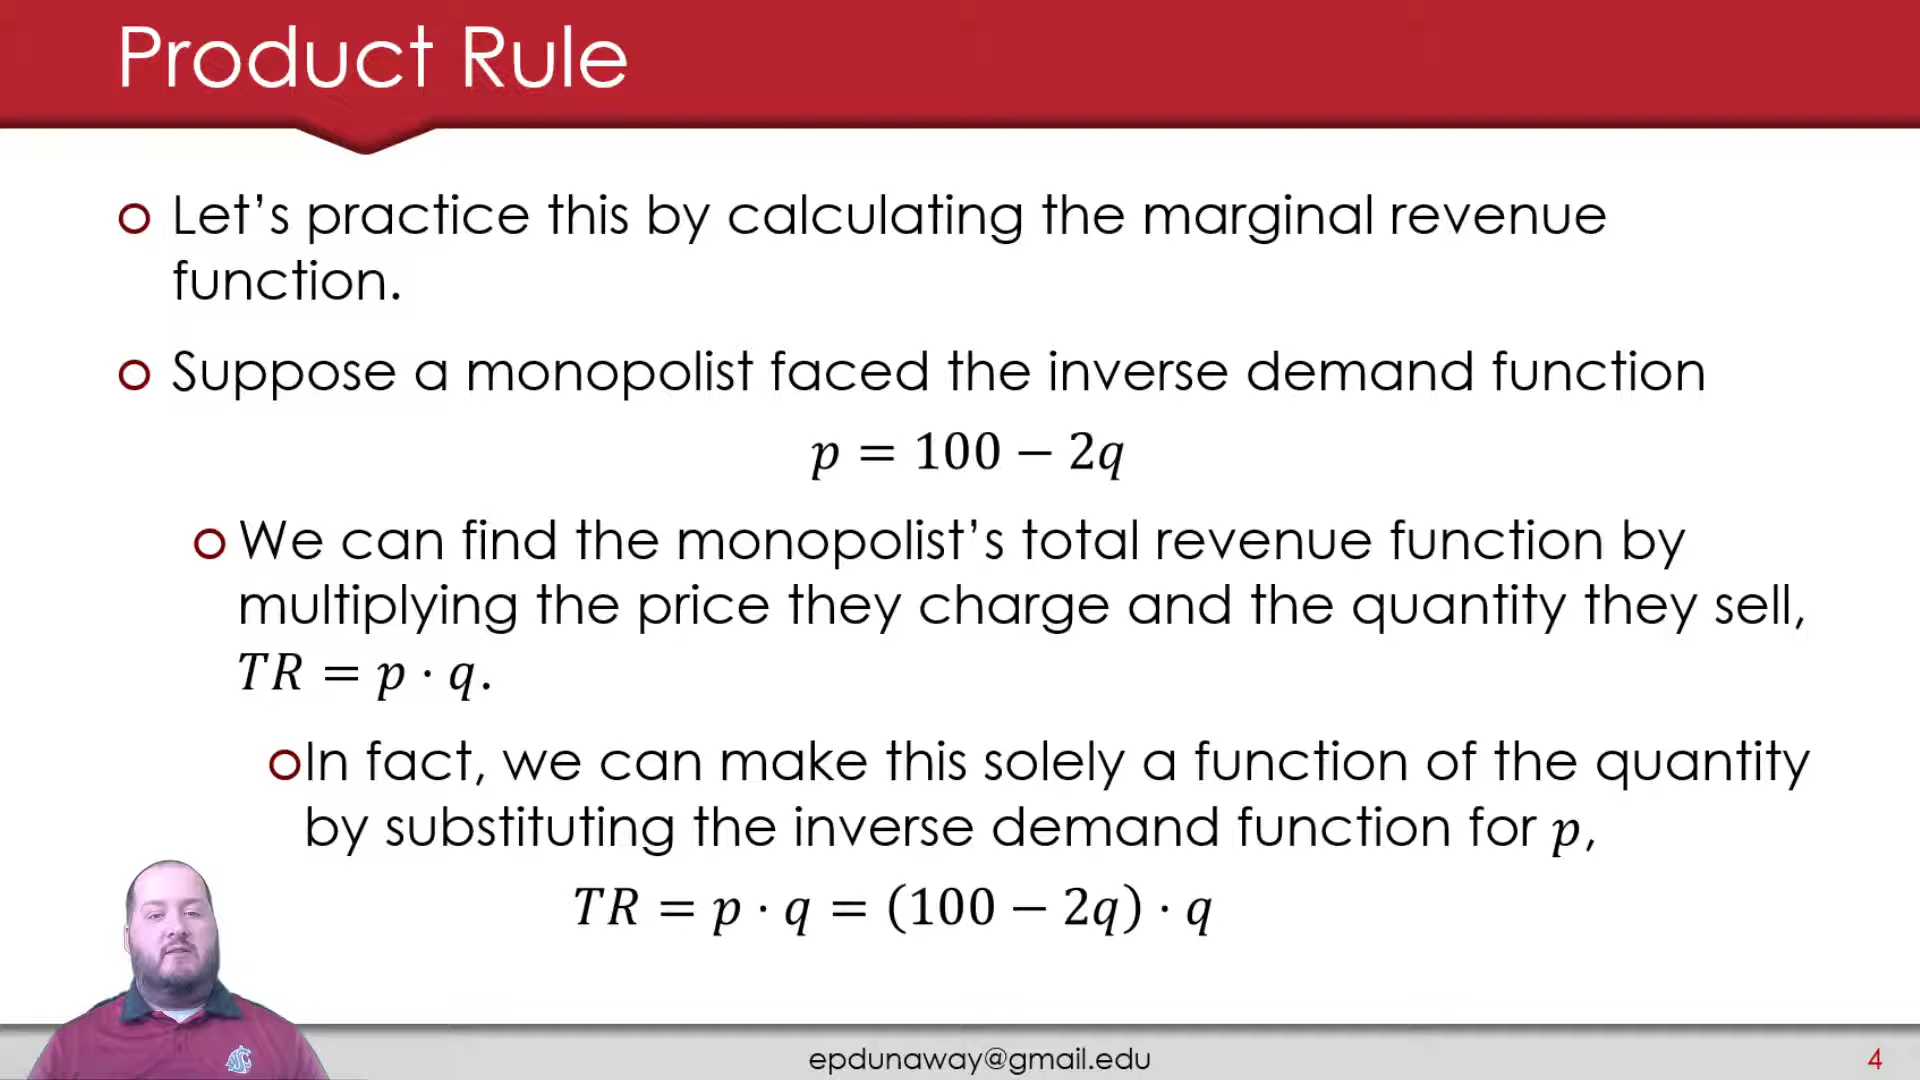 Product Rule
Let’s practice this by calculating the marginal revenue
function.
Suppose a monopolist faced the inverse demand function
p = 100 − 2q
We can find the monopolist’s total revenue function by
multiplying the price they charge and the quantity they sell,
TR = p · q.
In fact, we can make this solely a function of the quantity
by substituting the inverse demand function for p,
TR = p · q = (100 − 2q) · q
epdunaway@gmail.edu
4